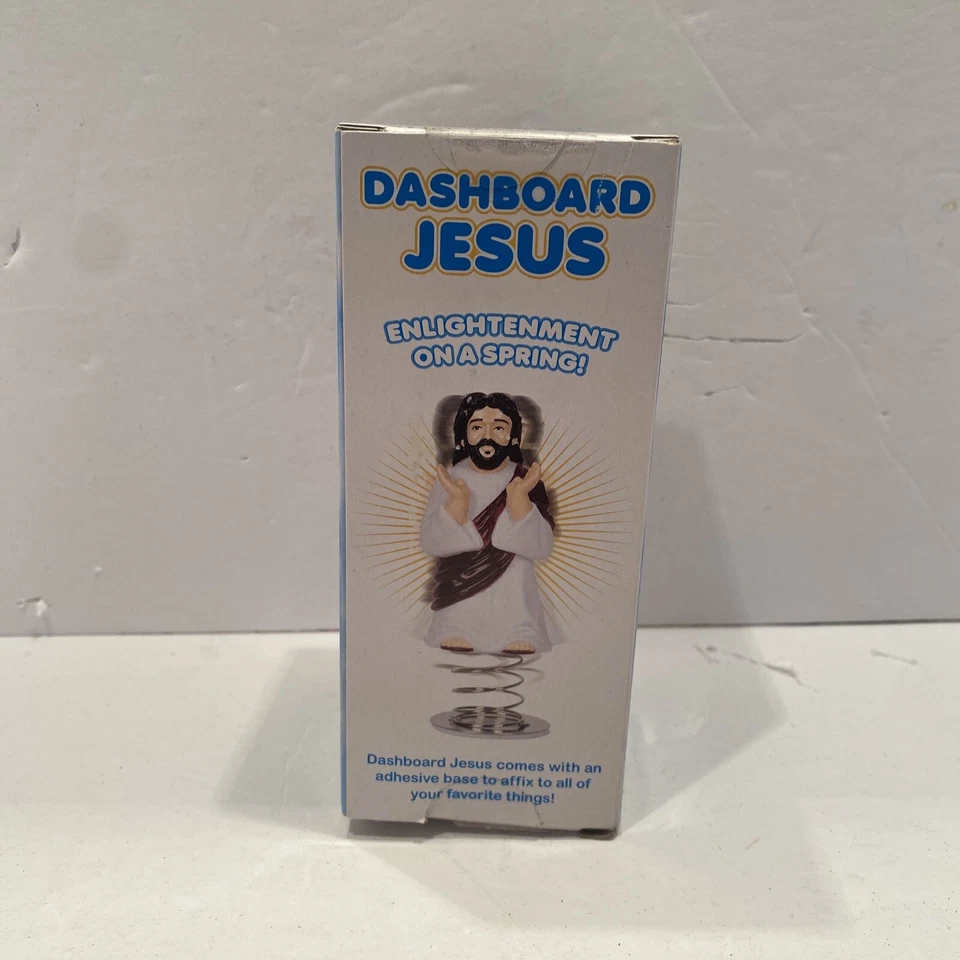 DASHBOARD
JESUS
ENLIGHTENMENT
ON A SPRING!
Dashboard Jesus comes with an
adhesive base to affix to all of
your favorite things!